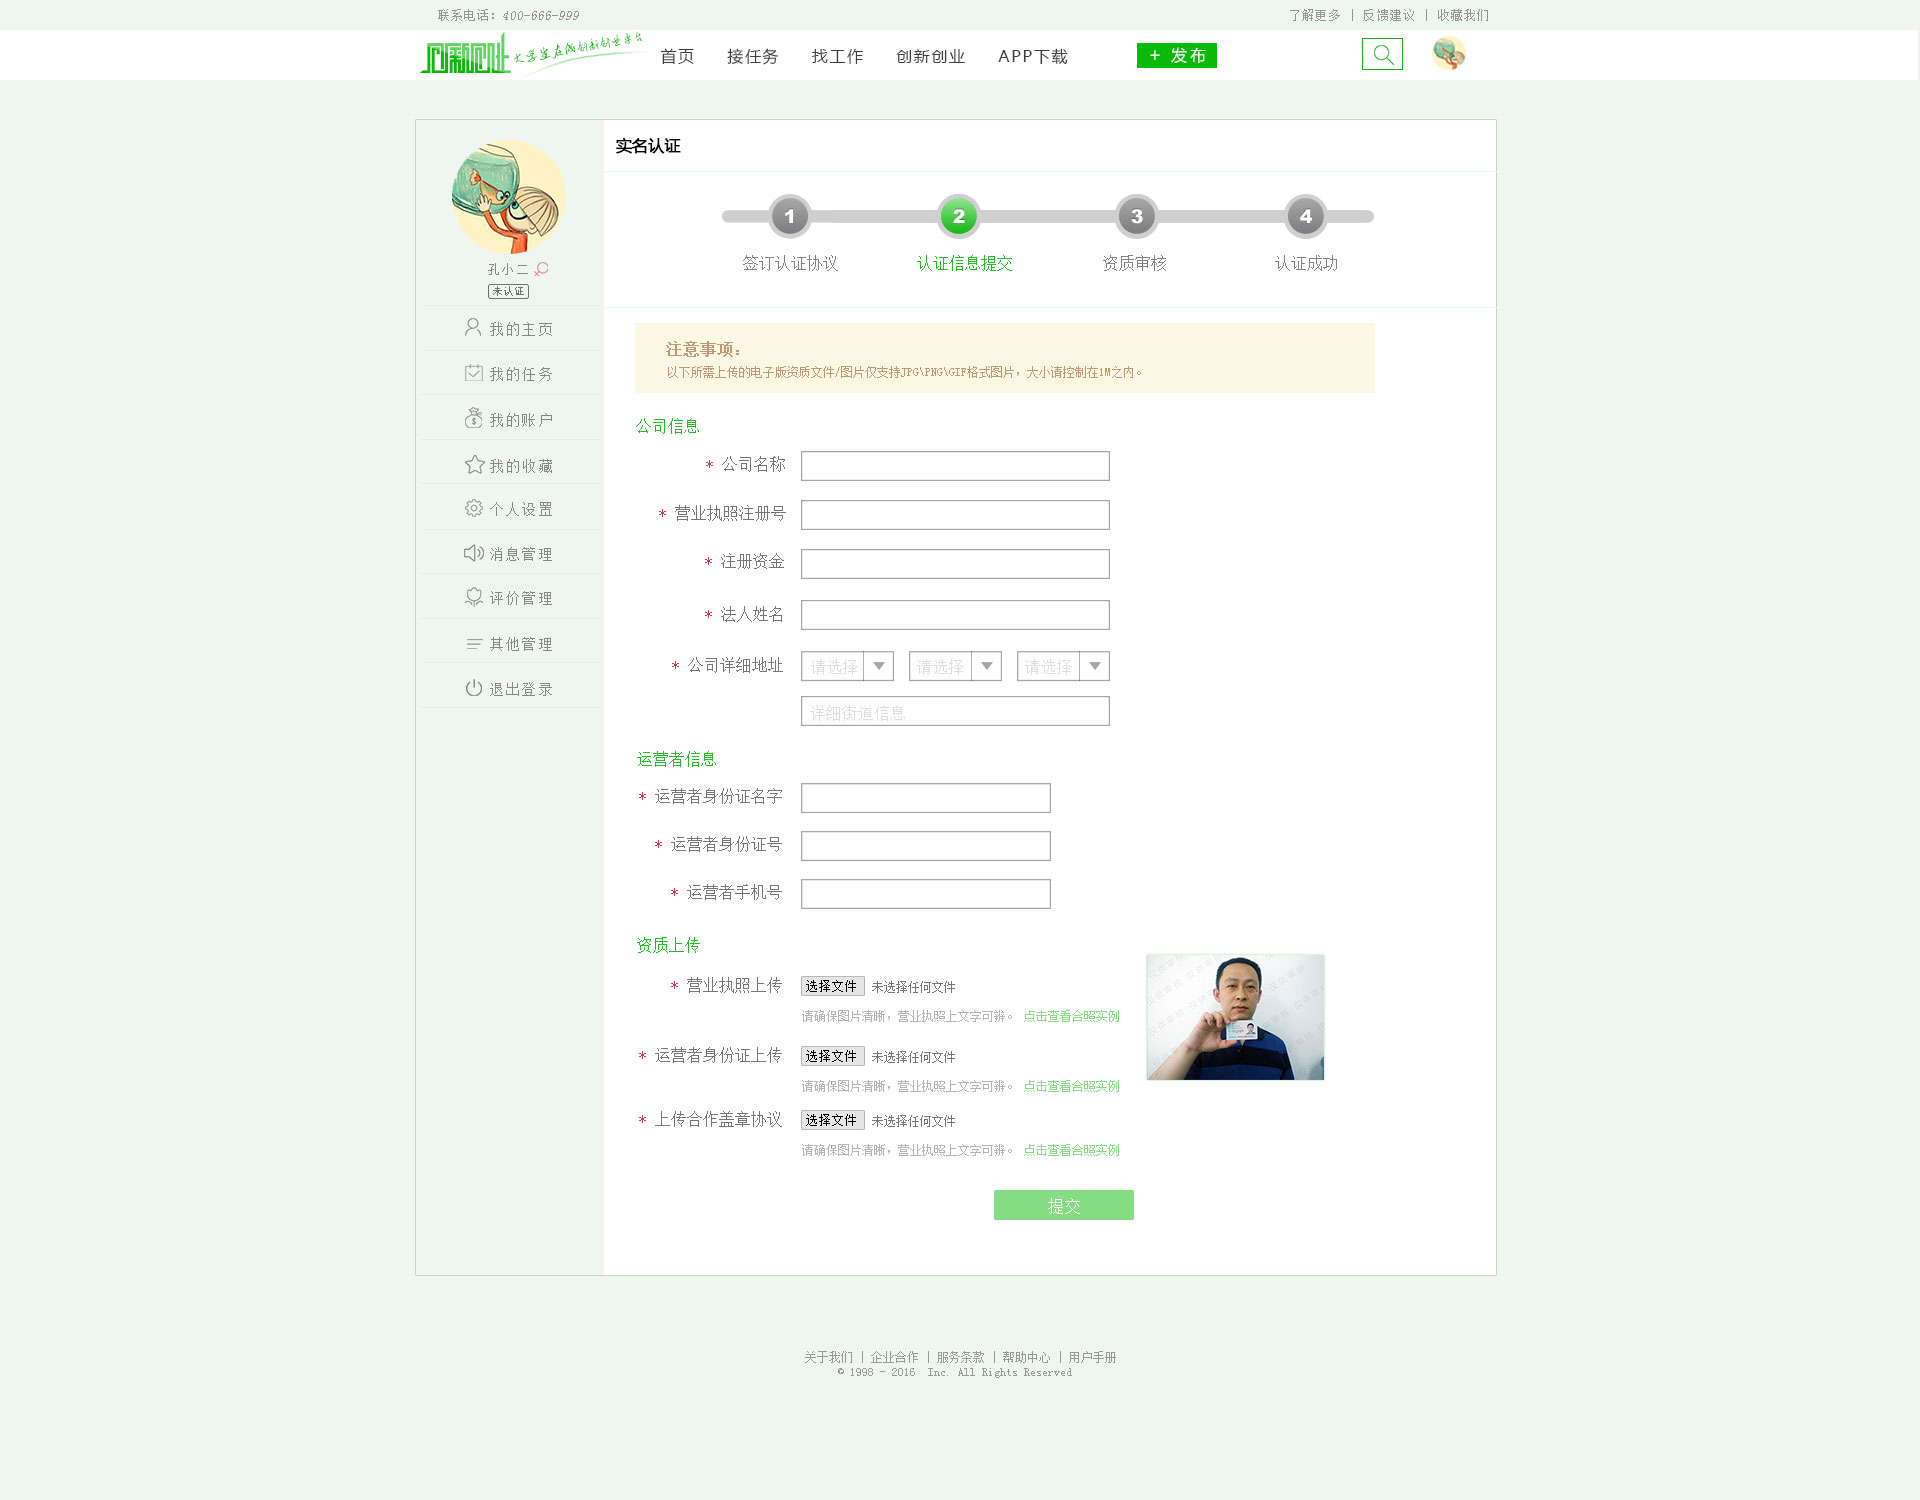 联系电话：400-666-999
了解更多 | 反馈建议 | 收藏我们
大学生在线创新创业平台
首页 接任务 找工作 创新创业 APP下载
+ 发布
孔小二
未认证
我的主页
我的任务
我的账户
我的收藏
个人设置
消息管理
评价管理
其他管理
退出登录
实名认证
1 2 3 4
签订认证协议 认证信息提交 资质审核 认证成功
注意事项：
以下所需上传的电子版资质文件/图片仅支持JPG\PNG\GIF格式图片，大小请控制在1M之内。
公司信息
* 公司名称
* 营业执照注册号
* 注册资金
* 法人姓名
* 公司详细地址 请选择 请选择 请选择
详细街道信息
运营者信息
* 运营者身份证名字
* 运营者身份证号
* 运营者手机号
资质上传
* 营业执照上传 选择文件 未选择任何文件
请确保图片清晰，营业执照上文字可辨。 点击查看合照实例
* 运营者身份证上传 选择文件 未选择任何文件
请确保图片清晰，营业执照上文字可辨。 点击查看合照实例
* 上传合作盖章协议 选择文件 未选择任何文件
请确保图片清晰，营业执照上文字可辨。 点击查看合照实例
提交
关于我们 | 企业合作 | 服务条款 | 帮助中心 | 用户手册
© 1998 - 2016 Inc. All Rights Reserved